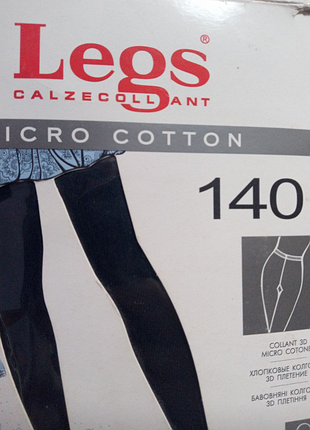 Legs®
CALZECOLLANT
ICRO COTTON
140
COLLANT 3D
MICRO COTONE
ХЛОПКОВЫЕ КОЛГО
3D ПЛЕТЕНИЕ
БАВОВНЯНІ КОЛГО
3D ПЛЕТІННЯ